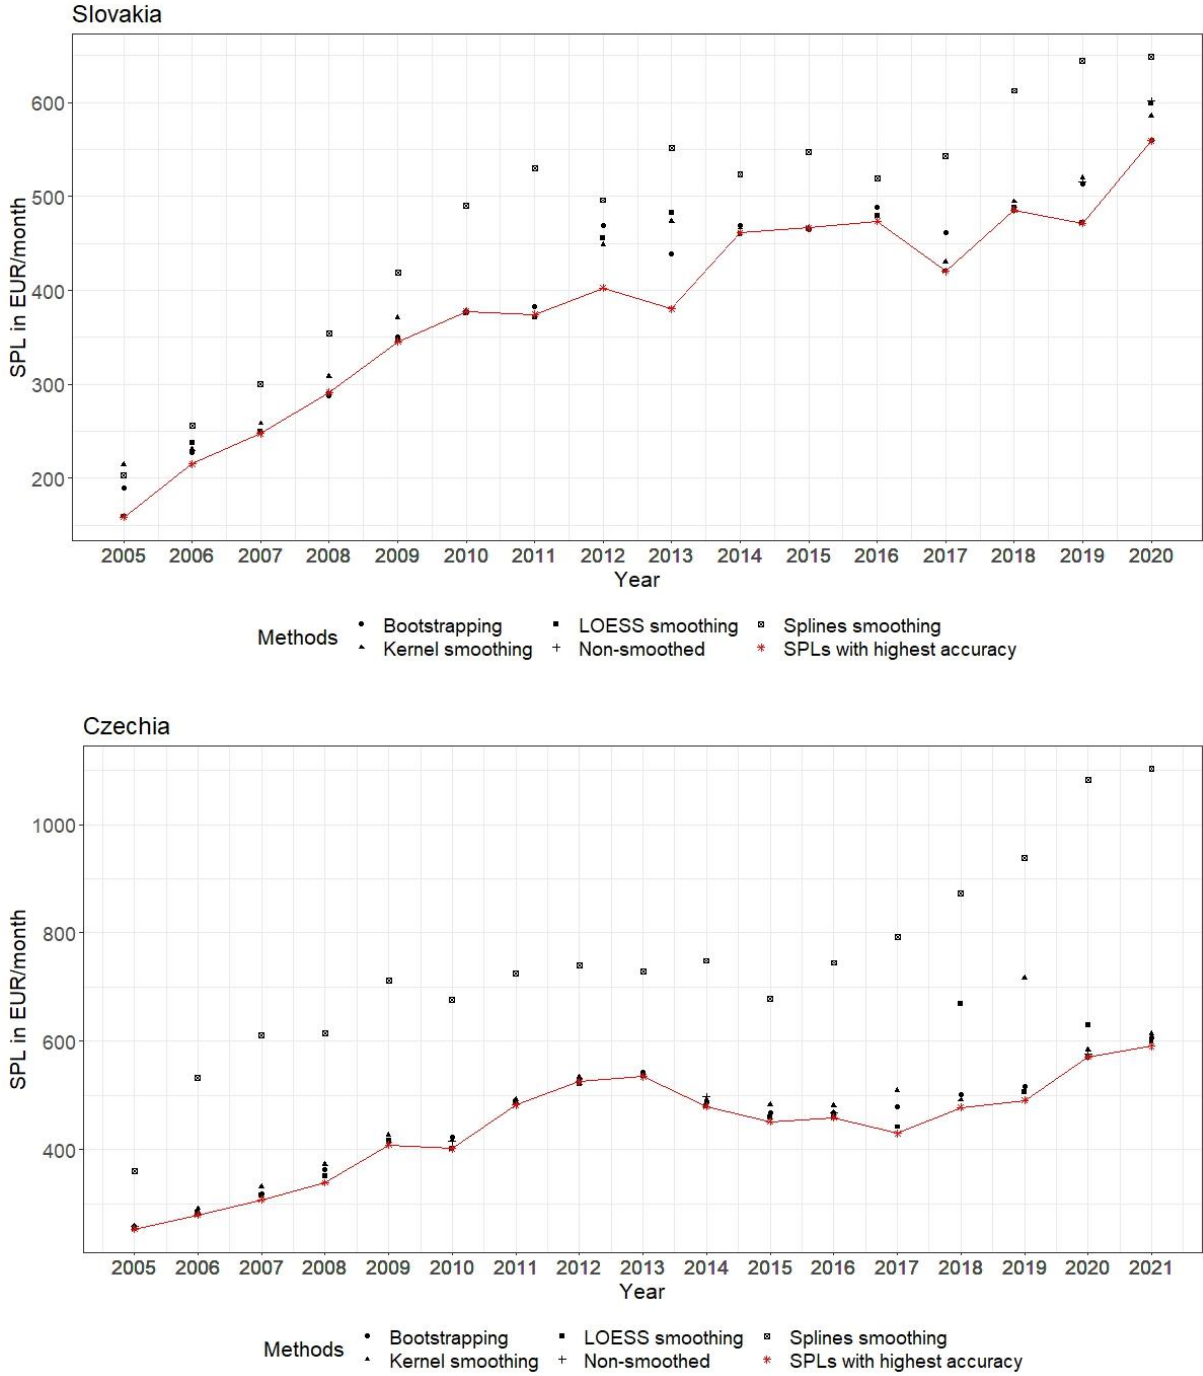 Slovakia
SPL in EUR/month
600
500
400
300
200
2005 2006 2007 2008 2009 2010 2011 2012 2013 2014 2015 2016 2017 2018 2019 2020
Year
Methods
Bootstrapping LOESS smoothing Splines smoothing
Kernel smoothing Non-smoothed SPLs with highest accuracy
Czechia
SPL in EUR/month
1000
800
600
400
2005 2006 2007 2008 2009 2010 2011 2012 2013 2014 2015 2016 2017 2018 2019 2020 2021
Year
Methods
Bootstrapping LOESS smoothing Splines smoothing
Kernel smoothing Non-smoothed SPLs with highest accuracy